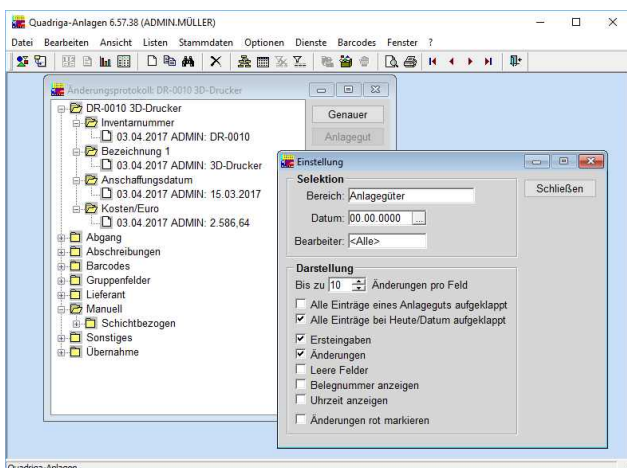 Quadriga-Anlagen 6.57.38 (ADMIN.MÜLLER)
Datei Bearbeiten Ansicht Listen Stammdaten Optionen Dienste Barcodes Fenster ?
Änderungsprotokoll: DR-0010 3D-Drucker
DR-0010 3D-Drucker
Inventarnummer
03.04.2017 ADMIN: DR-0010
Bezeichnung 1
03.04.2017 ADMIN: 3D-Drucker
Anschaffungsdatum
03.04.2017 ADMIN: 15.03.2017
Kosten/Euro
03.04.2017 ADMIN: 2.586,64
Abgang
Abschreibungen
Barcodes
Gruppenfelder
Lieferant
Manuell
Schichtbezogen
Sonstiges
Übernahme
Genauer
Anlagegut
Einstellung
Selektion
Bereich: Anlagegüter
Datum: 00.00.0000 ...
Bearbeiter: <Alle>
Schließen
Darstellung
Bis zu 10 Änderungen pro Feld
Alle Einträge eines Anlageguts aufgeklappt
Alle Einträge bei Heute/Datum aufgeklappt
Ersteingaben
Änderungen
Leere Felder
Belegnummer anzeigen
Uhrzeit anzeigen
Änderungen rot markieren
Quadriga-Anlagen